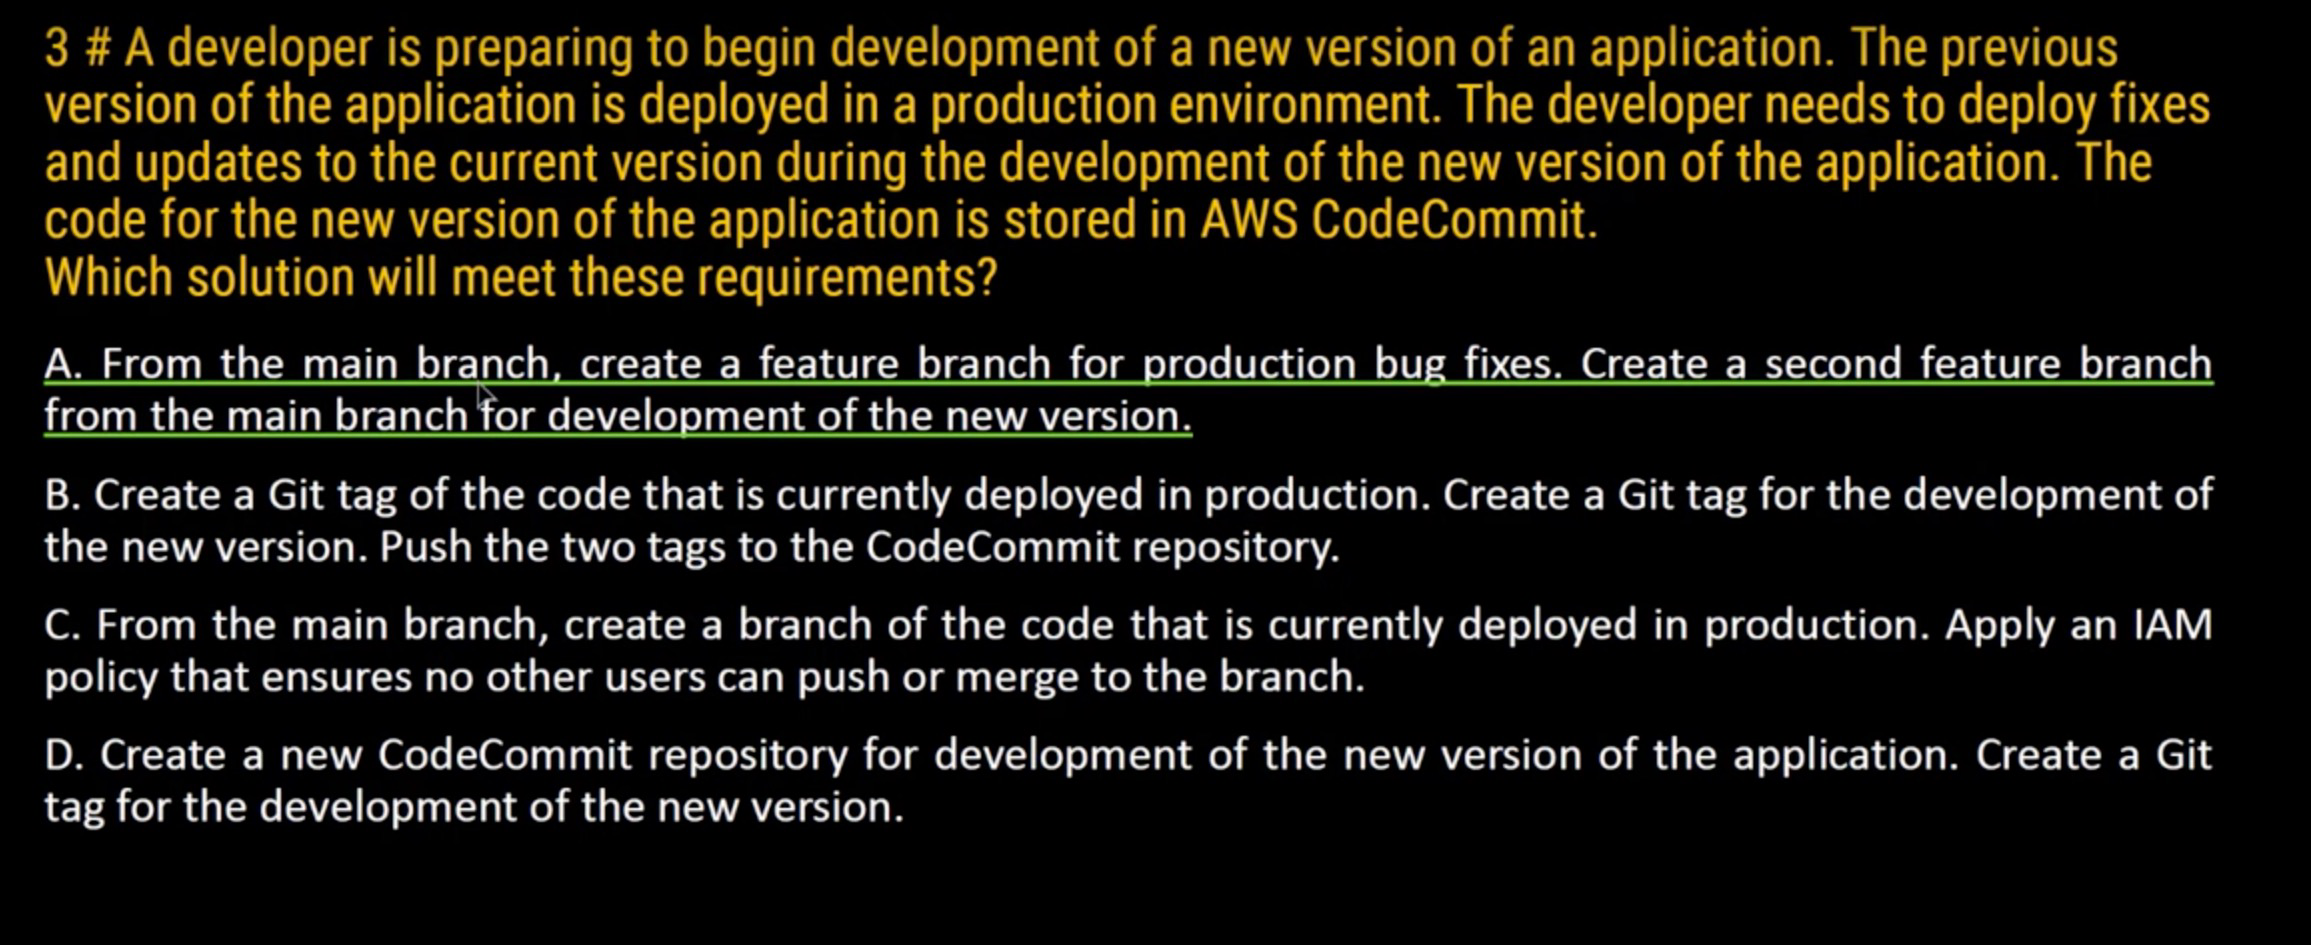 3 # A developer is preparing to begin development of a new version of an application. The previous
version of the application is deployed in a production environment. The developer needs to deploy fixes
and updates to the current version during the development of the new version of the application. The
code for the new version of the application is stored in AWS CodeCommit.
Which solution will meet these requirements?
A. From the main branch, create a feature branch for production bug fixes. Create a second feature branch
from the main branch for development of the new version.
B. Create a Git tag of the code that is currently deployed in production. Create a Git tag for the development of
the new version. Push the two tags to the CodeCommit repository.
C. From the main branch, create a branch of the code that is currently deployed in production. Apply an IAM
policy that ensures no other users can push or merge to the branch.
D. Create a new CodeCommit repository for development of the new version of the application. Create a Git
tag for the development of the new version.